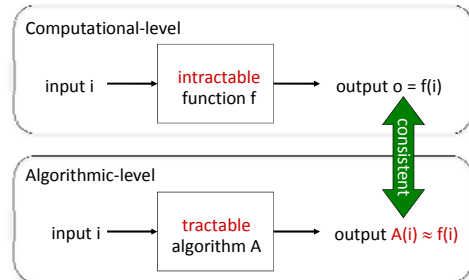 Computational-level
input i
intractable
function f
output o = f(i)
consistent
Algorithmic-level
input i
tractable
algorithm A
output A(i) ≈ f(i)